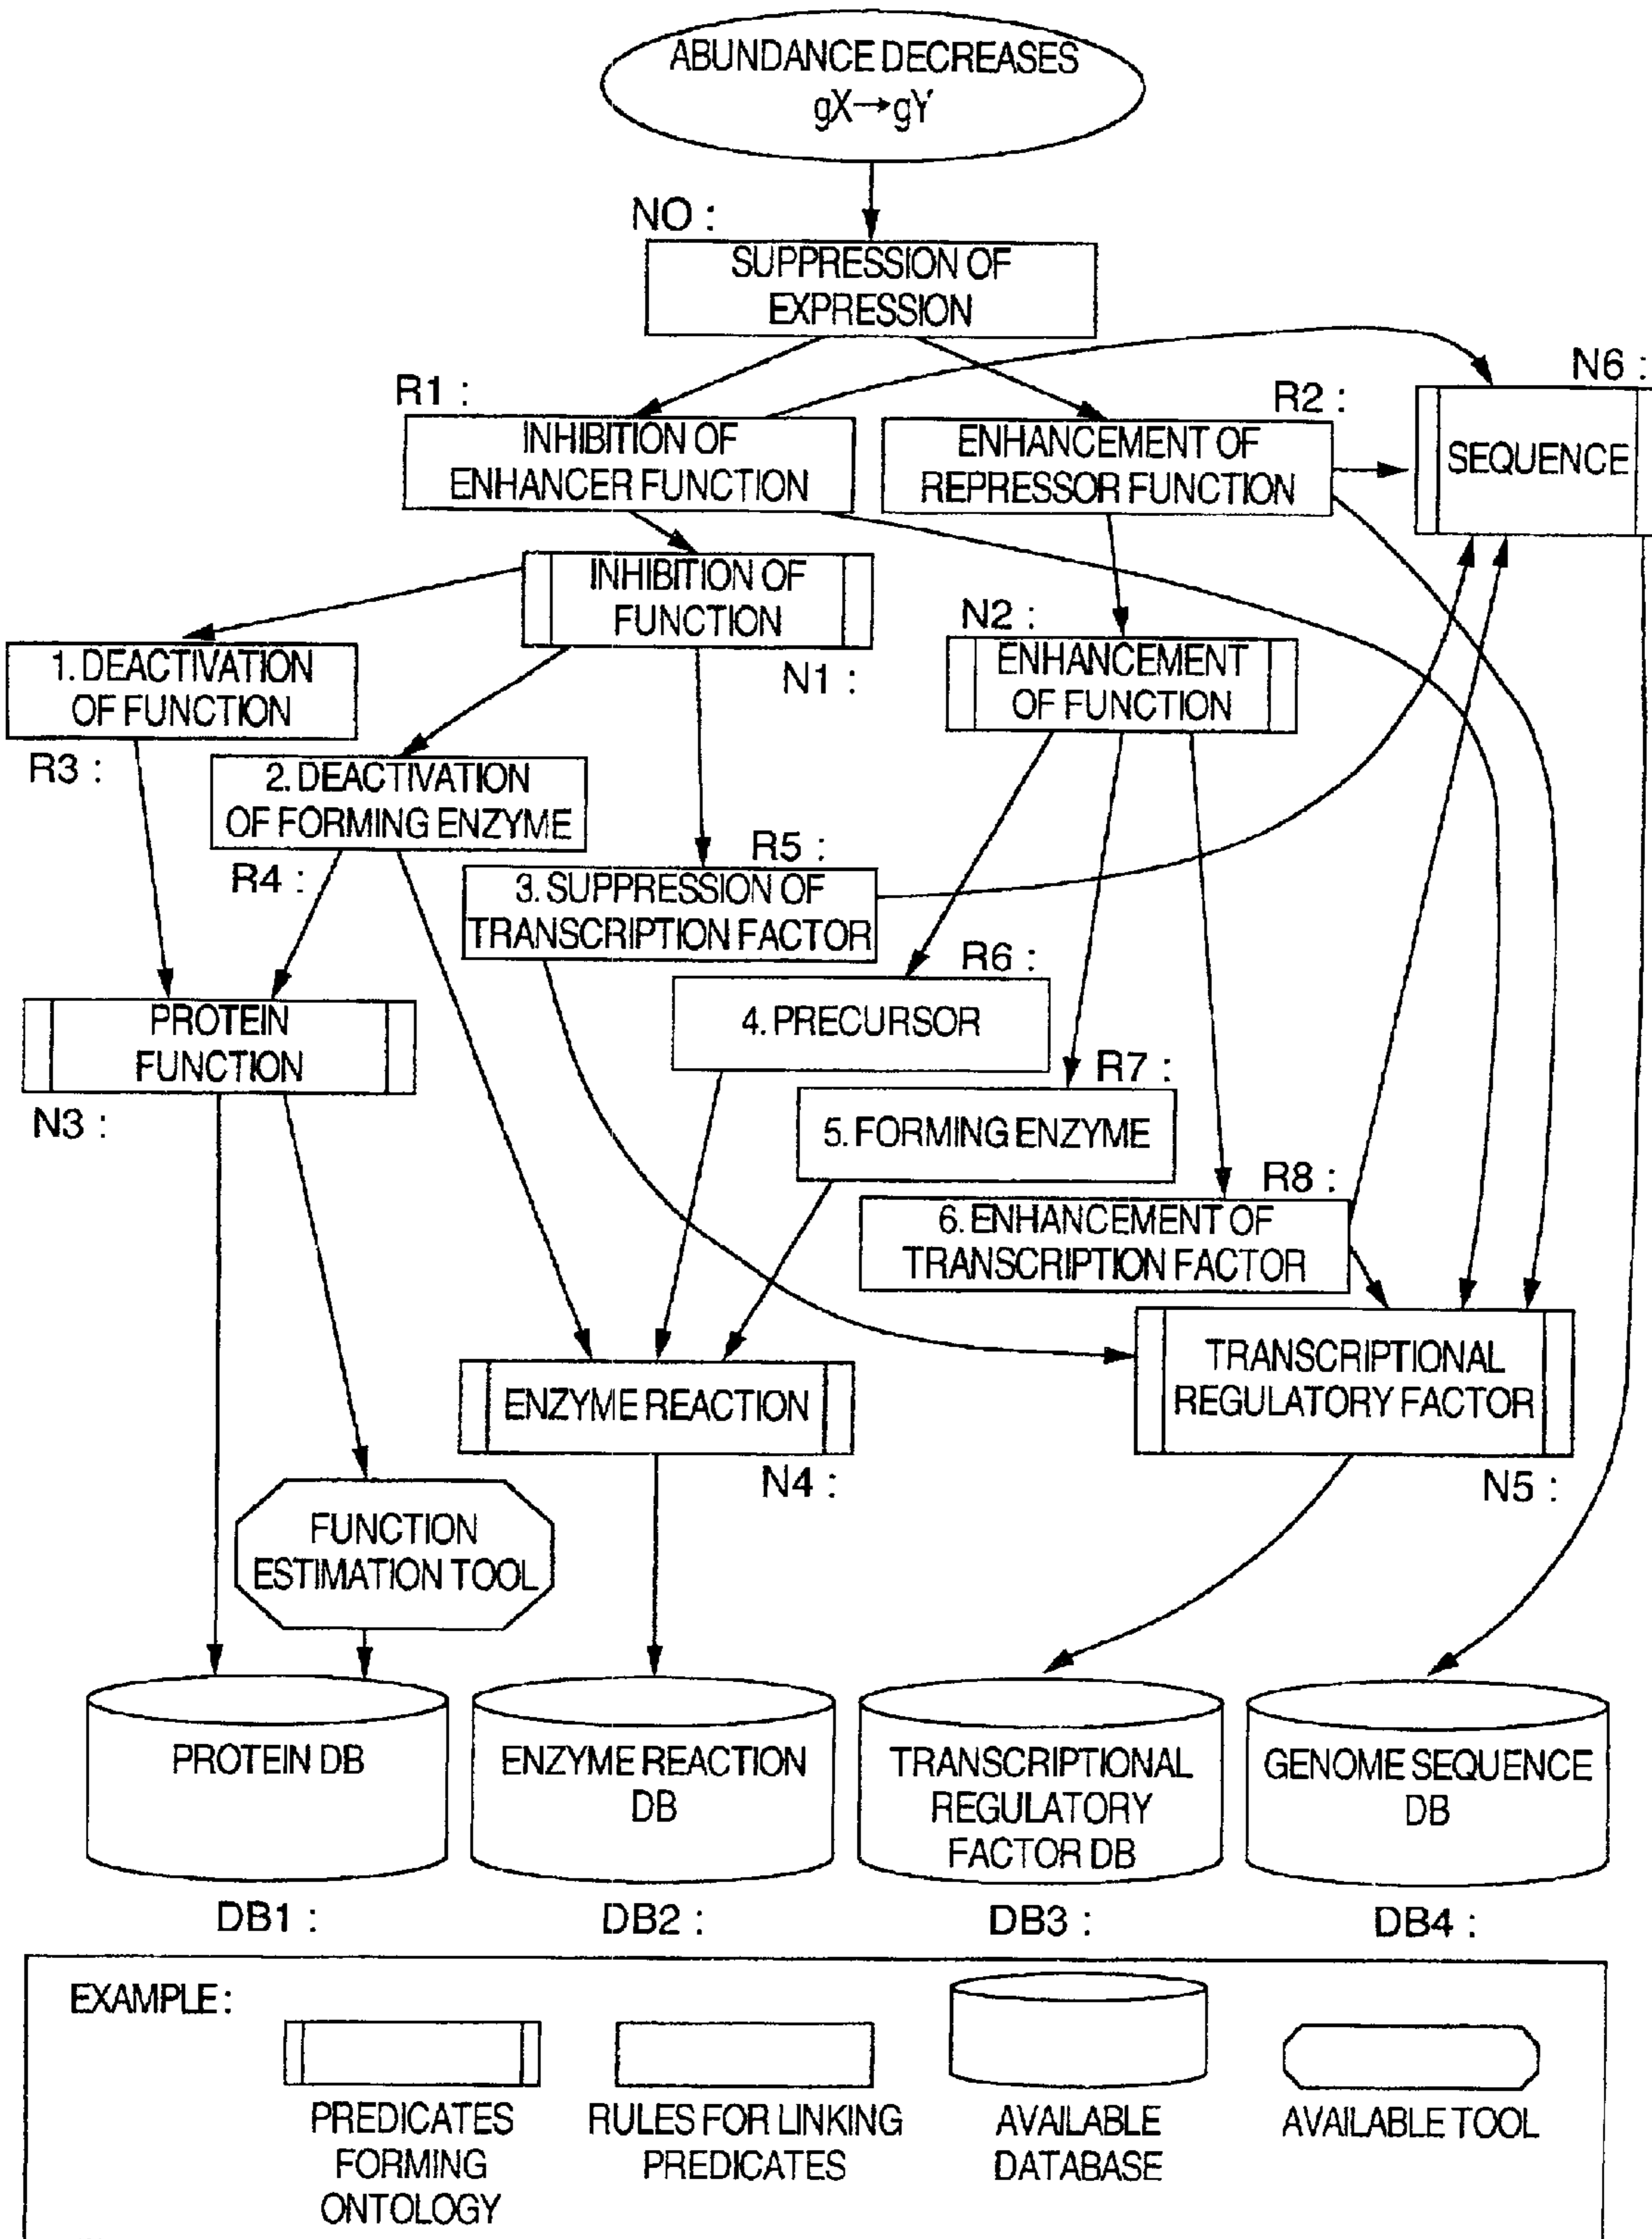 ABUNDANCE DECREASES
gX→gY
NO :
SUPPRESSION OF
EXPRESSION
N6 :
R1 :
R2 :
INHIBITION OF
ENHANCER FUNCTION
ENHANCEMENT OF
REPRESSOR FUNCTION
SEQUENCE
INHIBITION OF
FUNCTION
N1 :
N2 :
ENHANCEMENT
OF FUNCTION
1. DEACTIVATION
OF FUNCTION
R3 :
2. DEACTIVATION
OF FORMING ENZYME
R4 :
R5 :
3. SUPPRESSION OF
TRANSCRIPTION FACTOR
R6 :
4. PRECURSOR
PROTEIN
FUNCTION
N3 :
R7 :
5. FORMING ENZYME
R8 :
6. ENHANCEMENT OF
TRANSCRIPTION FACTOR
ENZYME REACTION
N4 :
TRANSCRIPTIONAL
REGULATORY FACTOR
N5 :
FUNCTION
ESTIMATION TOOL
PROTEIN DB
ENZYME REACTION
DB
TRANSCRIPTIONAL
REGULATORY
FACTOR DB
GENOME SEQUENCE
DB
DB1 :
DB2 :
DB3 :
DB4 :
EXAMPLE :
PREDICATES
FORMING
ONTOLOGY
RULES FOR LINKING
PREDICATES
AVAILABLE
DATABASE
AVAILABLE TOOL